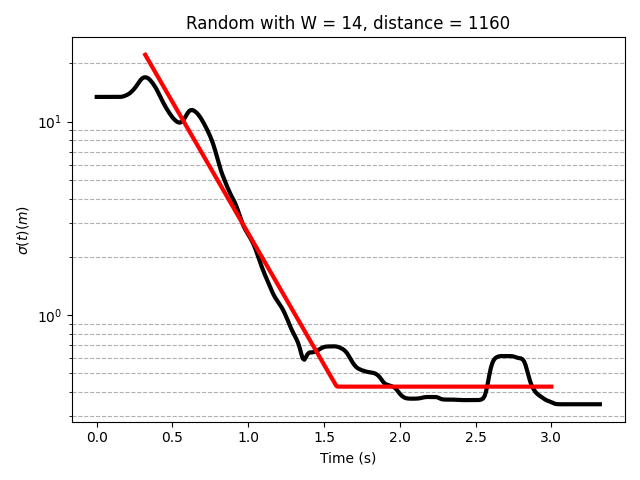 Random with W = 14, distance = 1160
10¹
10⁰
σ(t)(m)
0.0 0.5 1.0 1.5 2.0 2.5 3.0
Time (s)